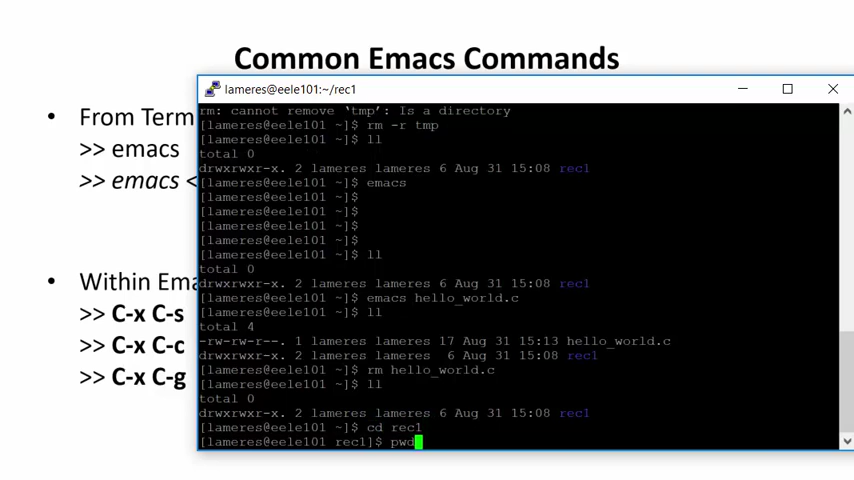 Common Emacs Commands
lameres@eele101:~/rec1
• From Term
>> emacs
>> emacs <
• Within Ema
>> C-x C-s
>> C-x C-c
>> C-x C-g
rm: cannot remove ‘tmp’: Is a directory
[lameres@eele101 ~]$ rm -r tmp
[lameres@eele101 ~]$ ll
total 0
drwxrwxr-x. 2 lameres lameres 6 Aug 31 15:08 rec1
[lameres@eele101 ~]$ emacs
[lameres@eele101 ~]$
[lameres@eele101 ~]$
[lameres@eele101 ~]$
[lameres@eele101 ~]$
[lameres@eele101 ~]$ ll
total 0
drwxrwxr-x. 2 lameres lameres 6 Aug 31 15:08 rec1
[lameres@eele101 ~]$ emacs hello_world.c
[lameres@eele101 ~]$ ll
total 4
-rw-rw-r--. 1 lameres lameres 17 Aug 31 15:13 hello_world.c
drwxrwxr-x. 2 lameres lameres  6 Aug 31 15:08 rec1
[lameres@eele101 ~]$ rm hello_world.c
[lameres@eele101 ~]$ ll
total 0
drwxrwxr-x. 2 lameres lameres 6 Aug 31 15:08 rec1
[lameres@eele101 ~]$ cd rec1
[lameres@eele101 rec1]$ pwd